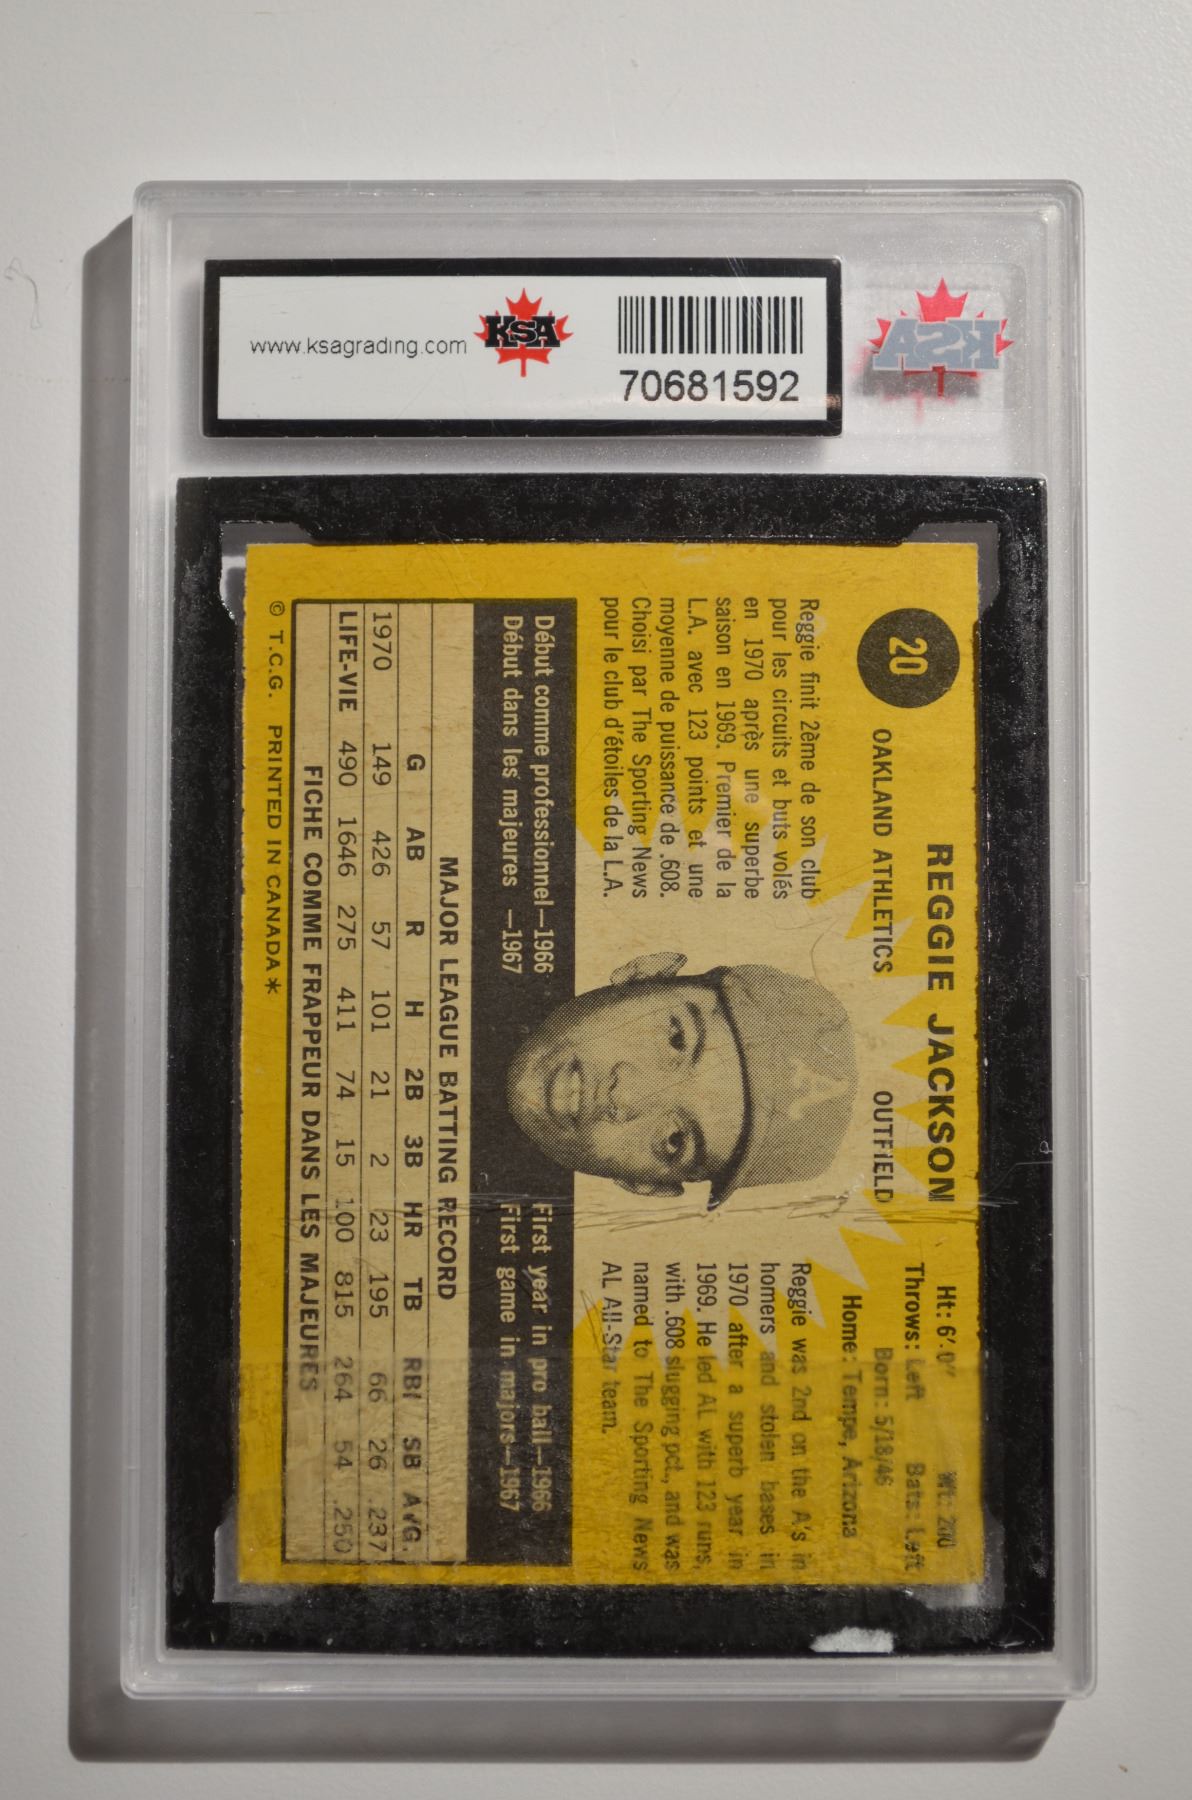 www.ksagrading.com
KSA
70681592
KSA
20
REGGIE JACKSON
OAKLAND ATHLETICS
OUTFIELD
Ht: 6'0" Wt: 200
Throws: Left Bats: Left
Born: 5/18/46
Home: Tempe, Arizona
Reggie finit 2ème de son club
pour les circuits et buts volés
en 1970 après une superbe
saison en 1969. Premier de la
L.A. avec 123 points et une
moyenne de puissance de .608.
Choisi par The Sporting News
pour le club d'étoiles de la L.A.
Reggie was 2nd on the A's in
homers and stolen bases in
1970 after a superb year in
1969. He led AL with 123 runs,
with .608 slugging pct., and was
named to The Sporting News
AL All-Star team.
Début comme professionnel—1966
Début dans les majeures —1967
First year in pro ball—1966
First game in majors—1967
MAJOR LEAGUE BATTING RECORD
G AB R H 2B 3B HR TB RBI SB AVG.
1970 149 426 57 101 21 2 23 195 66 26 .237
LIFE-VIE 490 1646 275 411 74 15 100 815 264 54 .250
FICHE COMME FRAPPEUR DANS LES MAJEURES
© T.C.G. PRINTED IN CANADA *